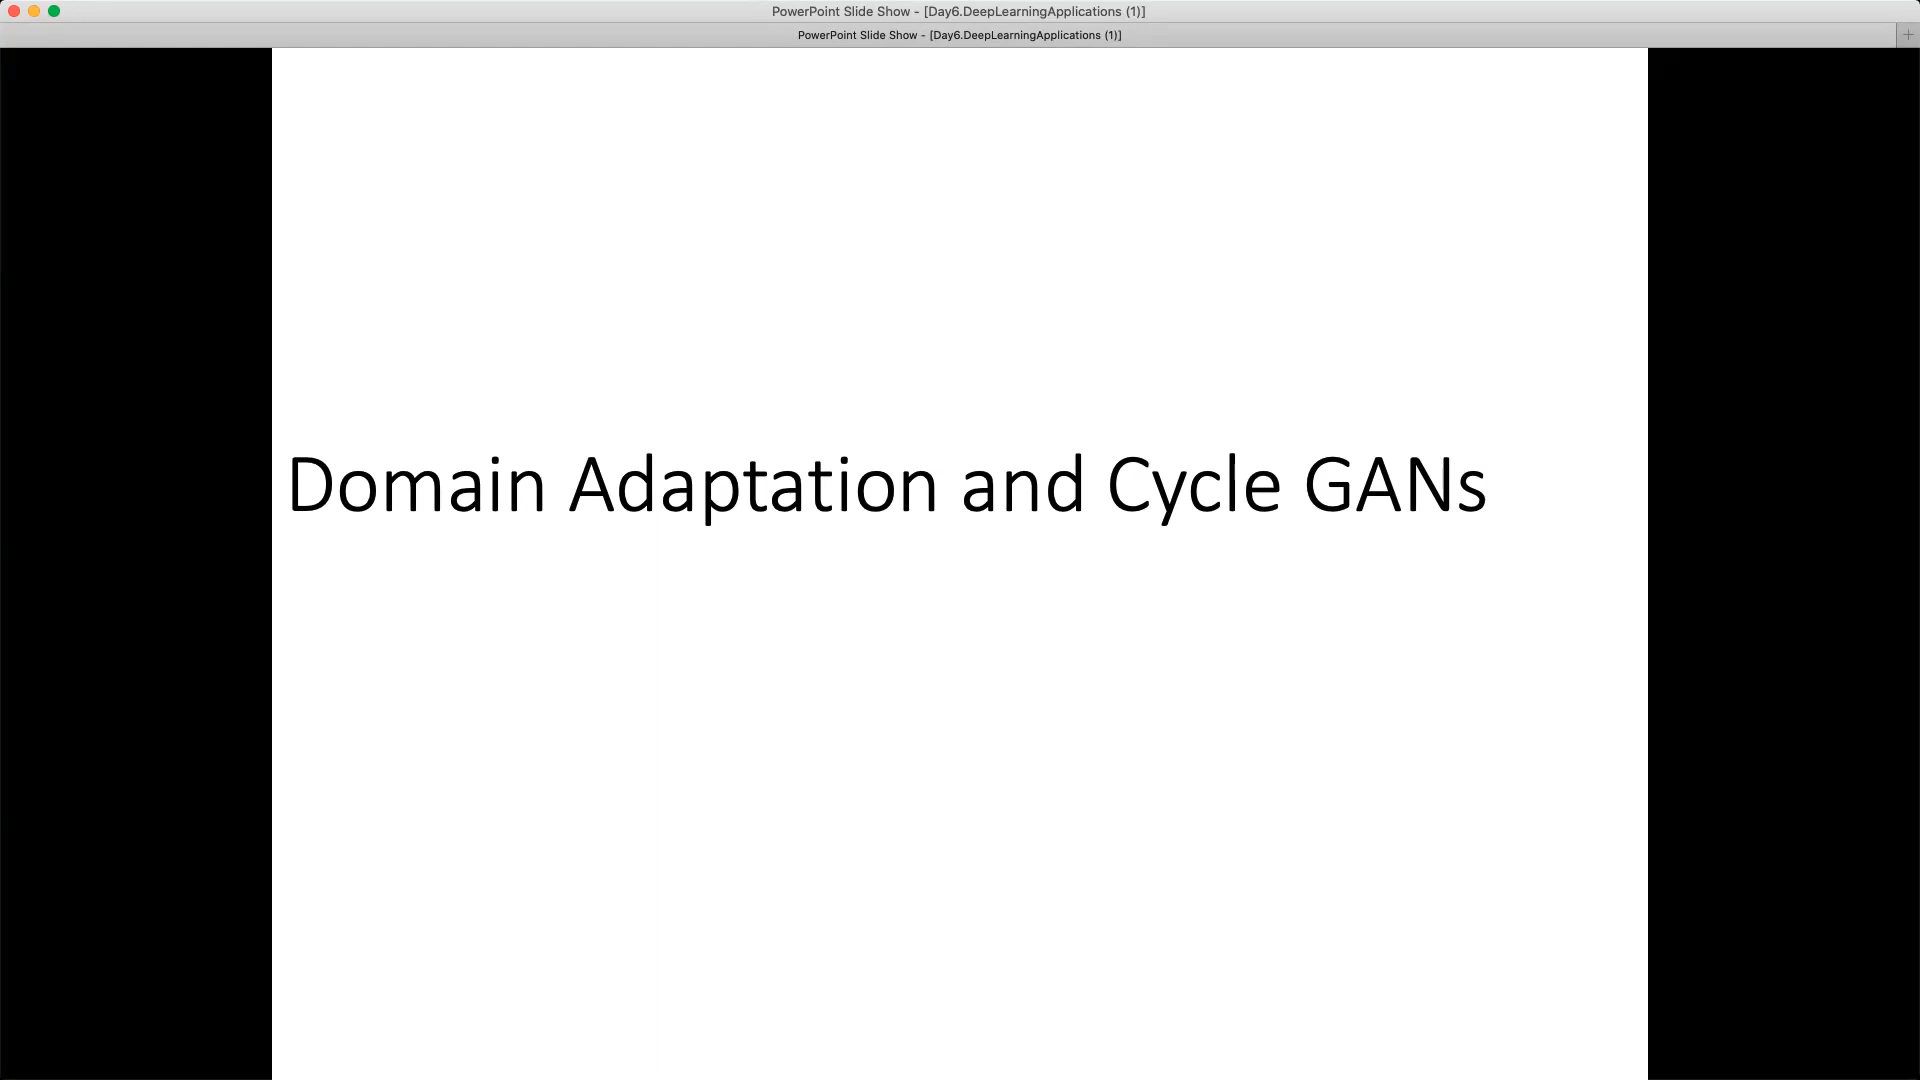 PowerPoint Slide Show - [Day6.DeepLearningApplications (1)]
PowerPoint Slide Show - [Day6.DeepLearningApplications (1)]
Domain Adaptation and Cycle GANs